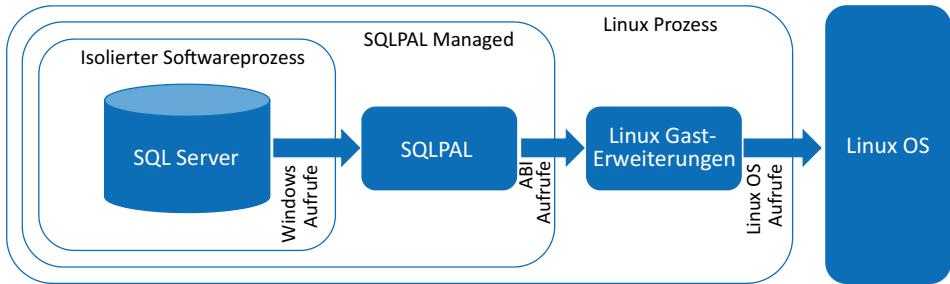 Linux Prozess
SQLPAL Managed
Isolierter Softwareprozess
SQL Server
Windows
Aufrufe
SQLPAL
ABI
Aufrufe
Linux Gast-
Erweiterungen
Linux OS
Aufrufe
Linux OS